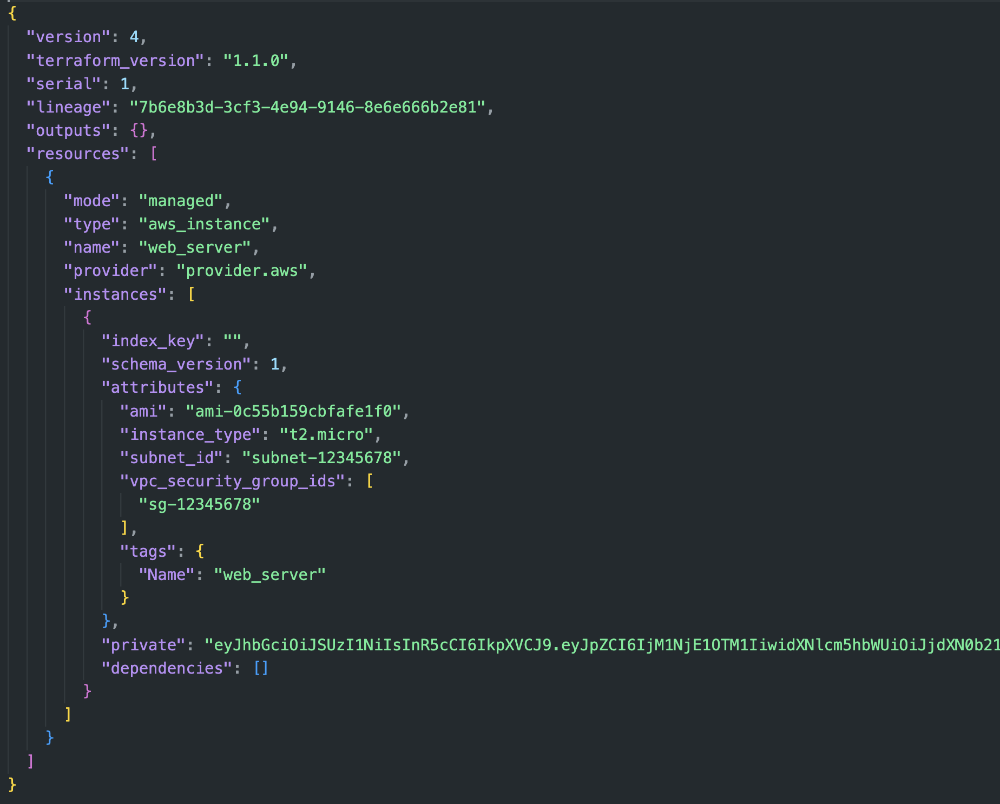 {
"version": 4,
"terraform_version": "1.1.0",
"serial": 1,
"lineage": "7b6e8b3d-3cf3-4e94-9146-8e6e666b2e81",
"outputs": {},
"resources": [
{
"mode": "managed",
"type": "aws_instance",
"name": "web_server",
"provider": "provider.aws",
"instances": [
{
"index_key": "",
"schema_version": 1,
"attributes": {
"ami": "ami-0c55b159cbfafe1f0",
"instance_type": "t2.micro",
"subnet_id": "subnet-12345678",
"vpc_security_group_ids": [
"sg-12345678"
],
"tags": {
"Name": "web_server"
}
},
"private": "eyJhbGciOiJSUzI1NiIsInR5cCI6IkpXVCJ9.eyJpZCI6IjM1NjE1OTM1IiwidXNlcm5hbWUiOiJjdXN0b21
"dependencies": []
}
]
}
]
}